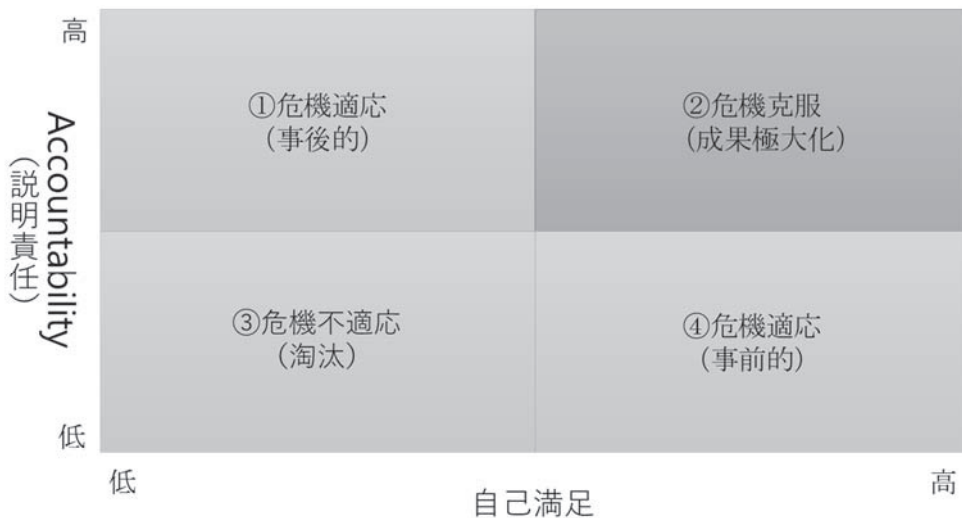 高
①危機適応
(事後的)
②危機克服
(成果極大化)
Accountability
(説明責任)
③危機不適応
(淘汰)
④危機適応
(事前的)
低
低
高
自己満足